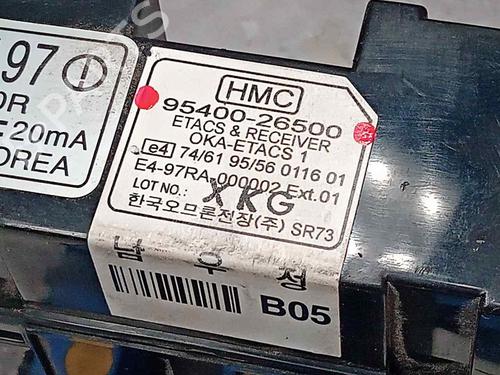 97
OR
E 20mA
KOREA
HMC
95400-26500
ETACS & RECEIVER
OKA-ETACS 1
e4 74/61 95/56 0116 01
E4-97RA-000002 Ext.01
LOT NO.: XKG
한국오므론전장(주) SR73
남우정
B05